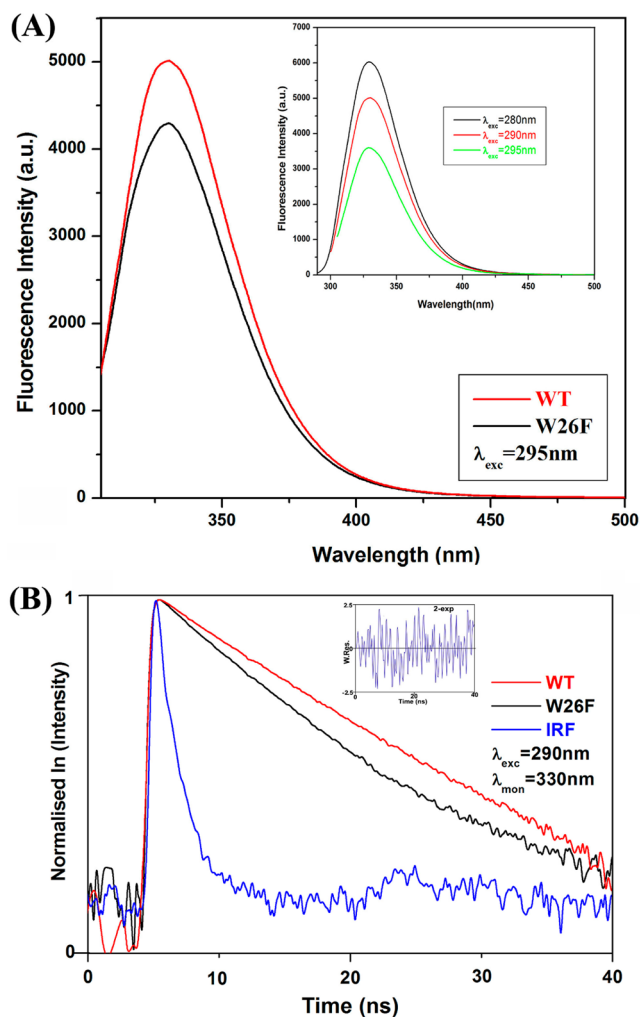 (A)
Fluorescence Intensity (a.u.)
5000
4000
3000
2000
1000
0
350
400
450
500
Wavelength (nm)
WT
W26F
λexc=295nm
Fluorescence Intensity (a.u.)
7000
6000
5000
4000
3000
2000
1000
0
300
350
400
450
500
Wavelength(nm)
λexc=280nm
λexc=290nm
λexc=295nm
(B)
Normalised ln (Intensity)
1
0
0
10
20
30
40
Time (ns)
2-exp
W.Res.
2.5
0.0
-2.5
0
20
40
Time (ns)
WT
W26F
IRF
λexc=290nm
λmon=330nm